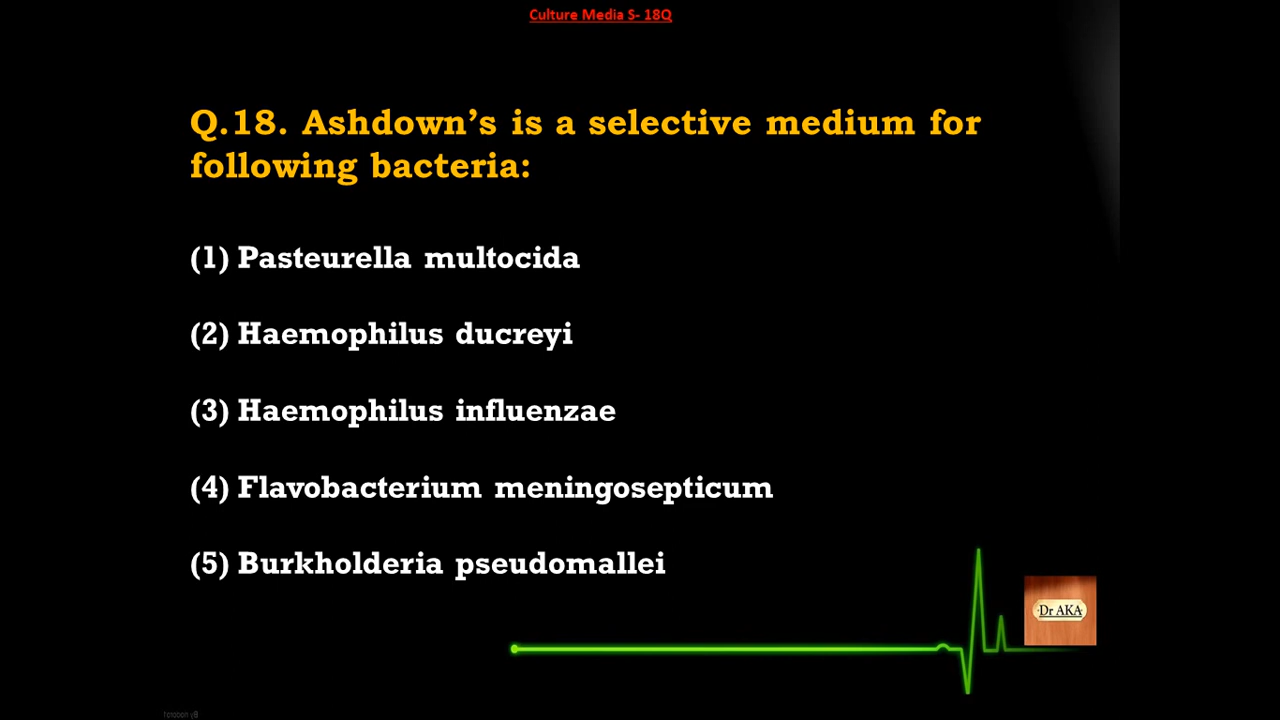 Culture Media S- 18Q
Q.18. Ashdown’s is a selective medium for
following bacteria:
(1) Pasteurella multocida
(2) Haemophilus ducreyi
(3) Haemophilus influenzae
(4) Flavobacterium meningosepticum
(5) Burkholderia pseudomallei
Dr AKA